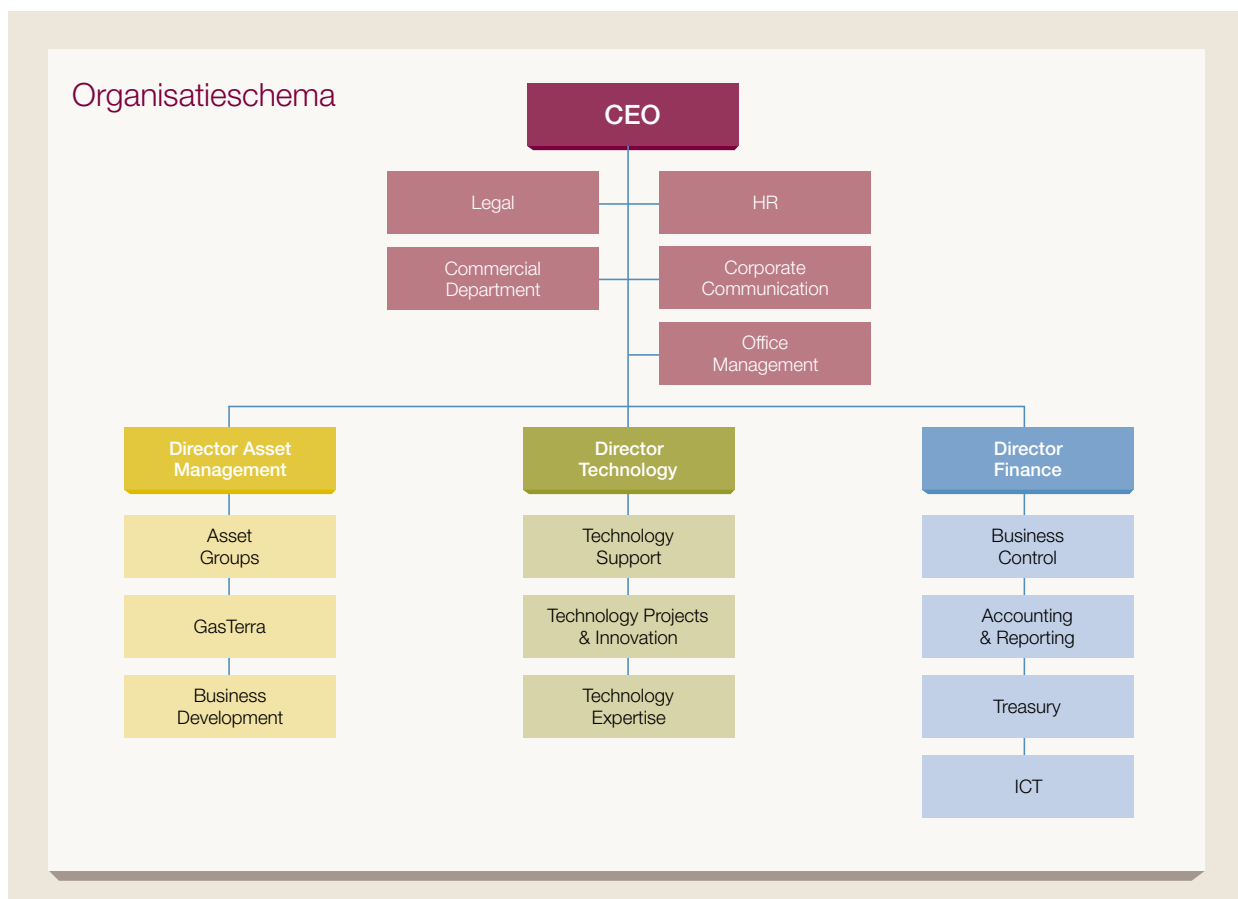 Organisatieschema
CEO
Legal
HR
Commercial
Department
Corporate
Communication
Office
Management
Director Asset
Management
Director
Technology
Director
Finance
Asset
Groups
Technology
Support
Business
Control
GasTerra
Technology Projects
& Innovation
Accounting
& Reporting
Business
Development
Technology
Expertise
Treasury
ICT